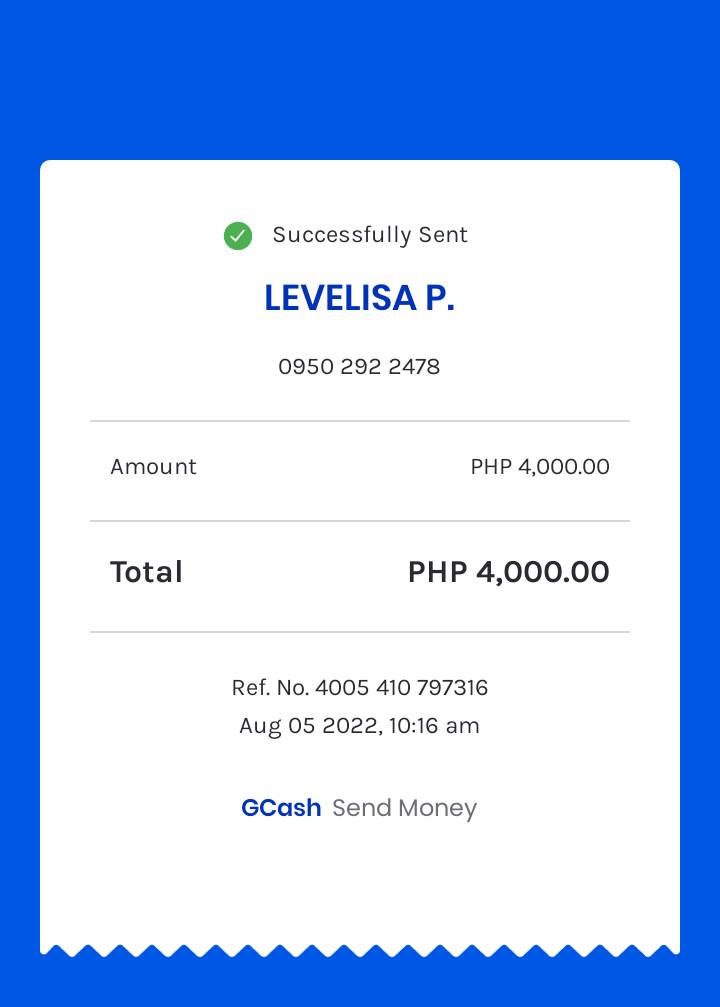 Successfully Sent
LEVELISA P.
0950 292 2478
Amount PHP 4,000.00
Total PHP 4,000.00
Ref. No. 4005 410 797316
Aug 05 2022, 10:16 am
GCash Send Money